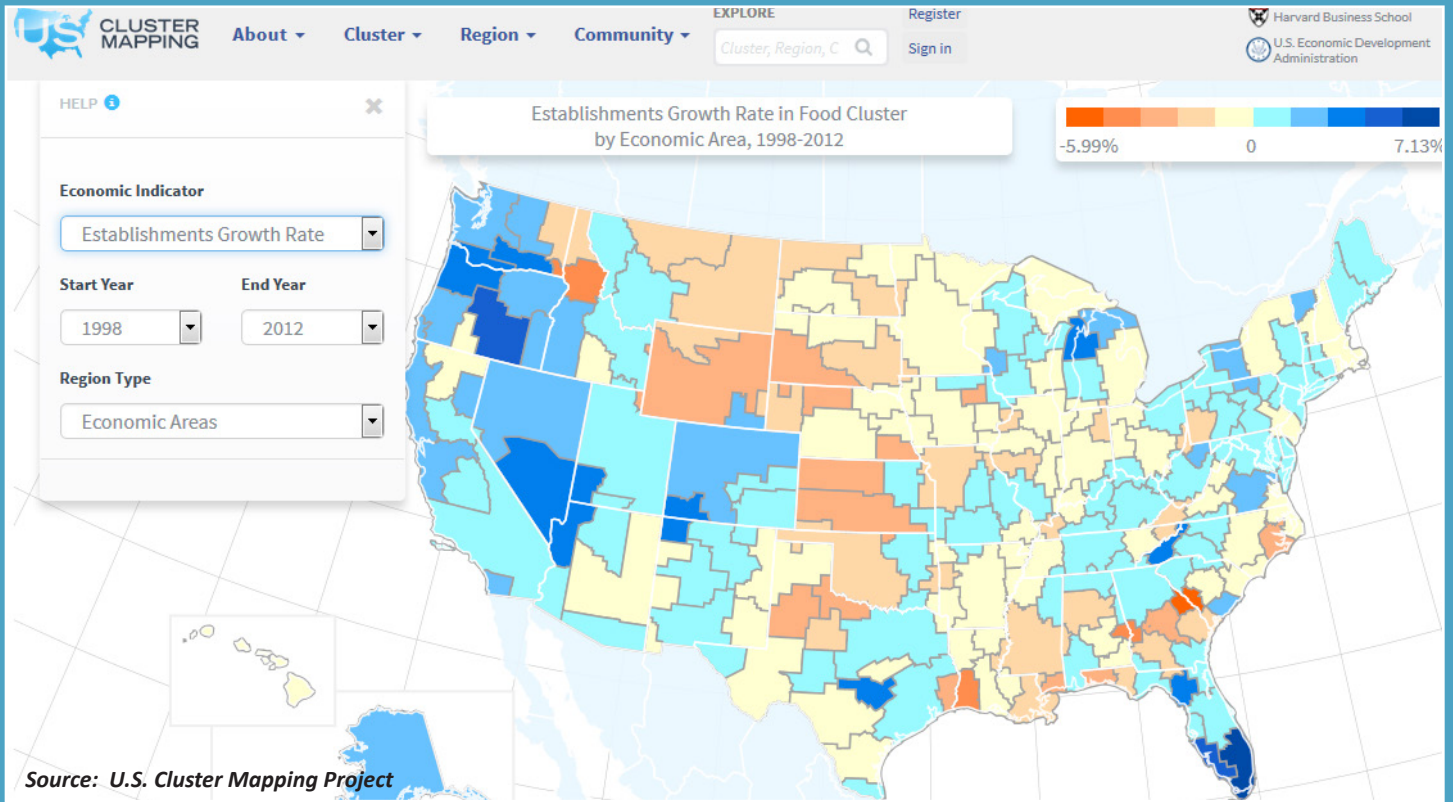 US CLUSTER
MAPPING
About
Cluster
Region
Community
EXPLORE
Cluster, Region, C
Register
Sign in
Harvard Business School
U.S. Economic Development
Administration
HELP i
Economic Indicator
Establishments Growth Rate
Start Year
End Year
1998
2012
Region Type
Economic Areas
Establishments Growth Rate in Food Cluster
by Economic Area, 1998-2012
-5.99%
0
7.13%
Source: U.S. Cluster Mapping Project